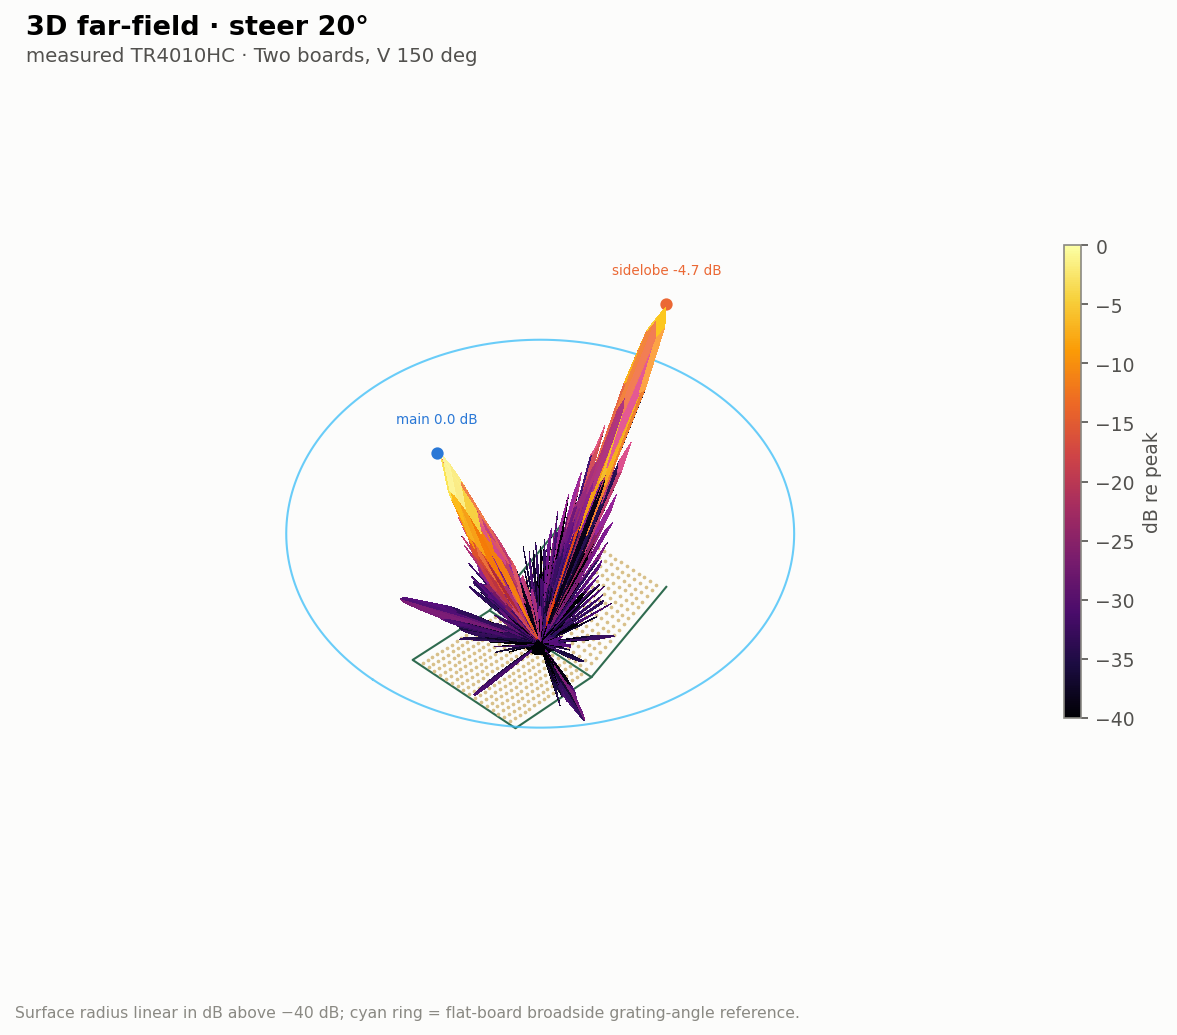 3D far-field · steer 20°
measured TR4010HC · Two boards, V 150 deg
sidelobe -4.7 dB
main 0.0 dB
0
−5
−10
−15
−20
−25
−30
−35
−40
dB re peak
Surface radius linear in dB above −40 dB; cyan ring = flat-board broadside grating-angle reference.